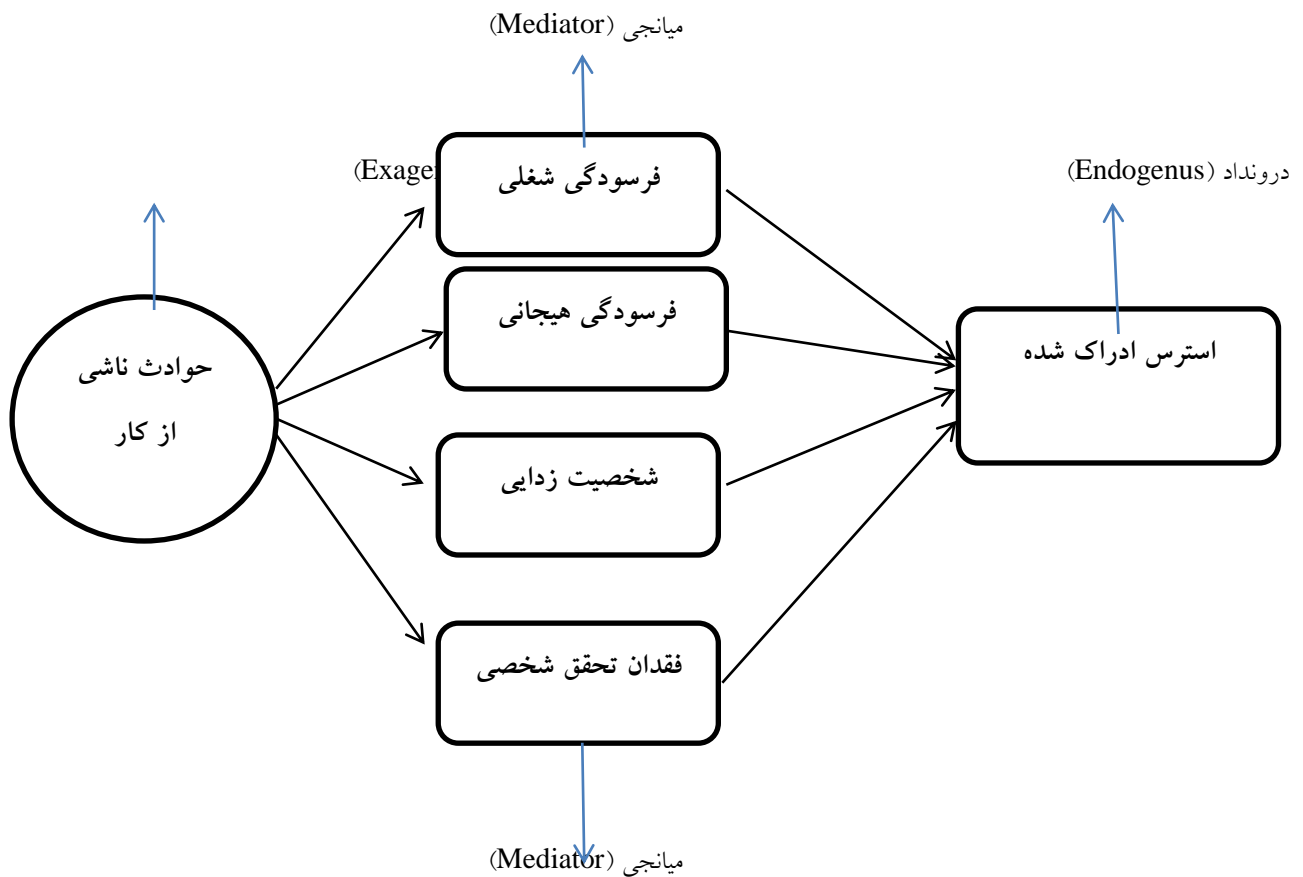 میانجی (Mediator)
(Exage
درونداد (Endogenus)
فرسودگی شغلی
فرسودگی هیجانی
حوادث ناشی
از کار
استرس ادراک شده
شخصیت زدایی
فقدان تحقق شخصی
میانجی (Mediator)